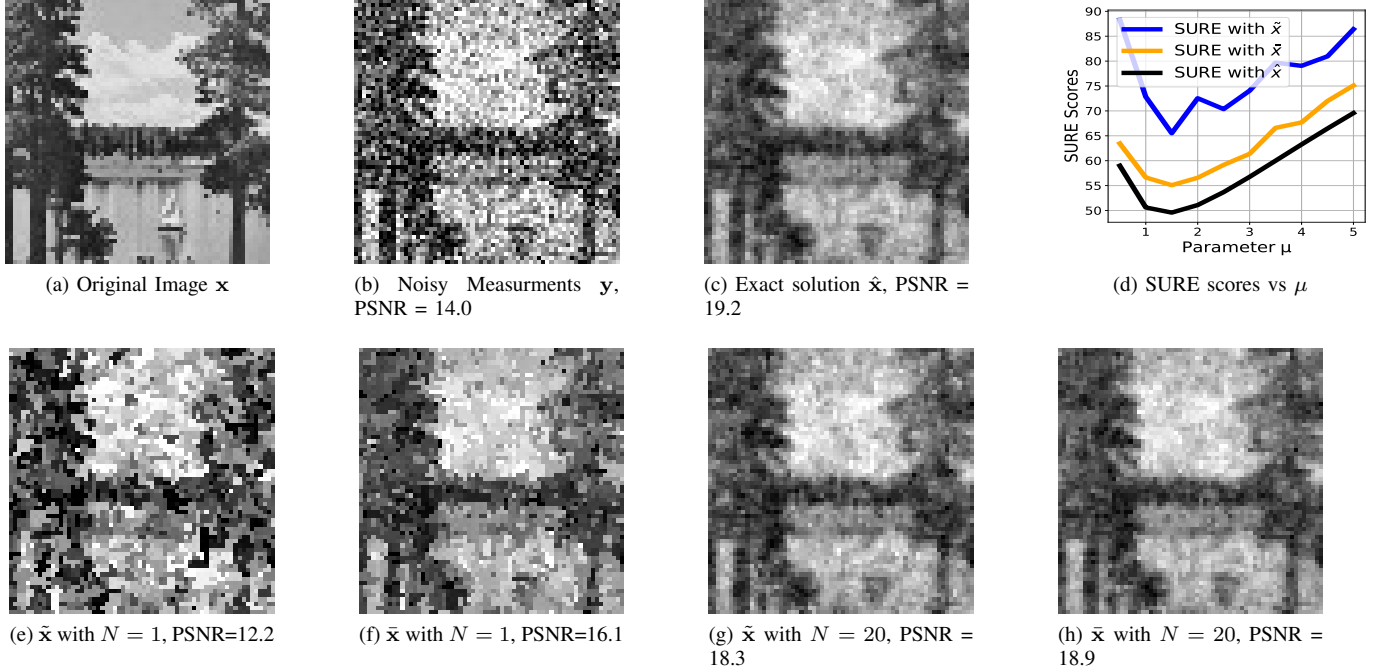 90
85
80
75
70
65
60
55
50
SURE Scores
SURE with x̃
SURE with x̄
SURE with x̂
1 2 3 4 5
Parameter μ
(a) Original Image x
(b) Noisy Measurments y,
PSNR = 14.0
(c) Exact solution x̂, PSNR =
19.2
(d) SURE scores vs μ
(e) x̃ with N = 1, PSNR=12.2
(f) x̄ with N = 1, PSNR=16.1
(g) x̃ with N = 20, PSNR =
18.3
(h) x̄ with N = 20, PSNR =
18.9